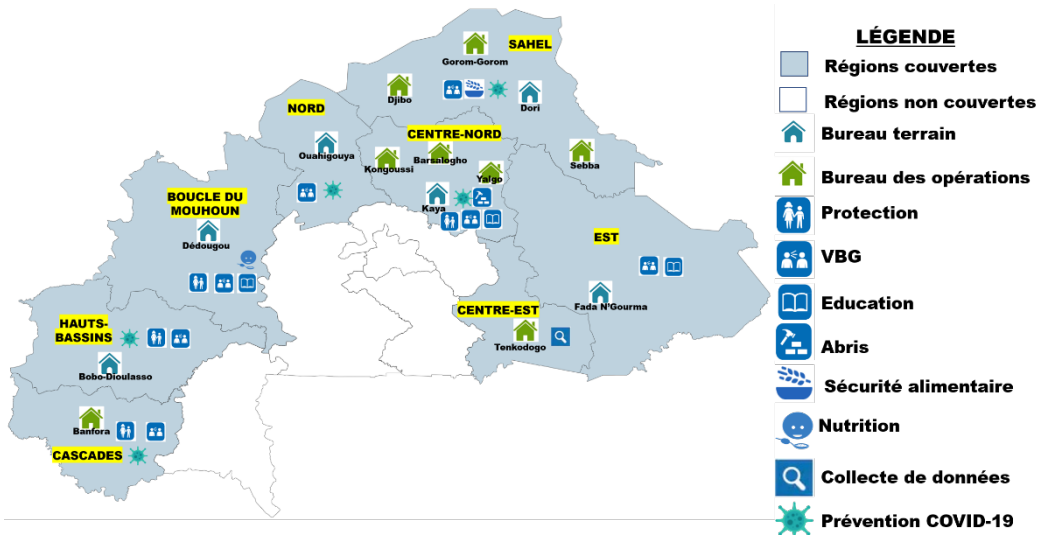 SAHEL
Gorom-Gorom
Djibo
Dori
NORD
CENTRE-NORD
Ouahigouya
Barsalogho
Kongoussi
Yalgo
Sebba
Kaya
BOUCLE DU
MOUHOUN
Dédougou
EST
Fada N'Gourma
CENTRE-EST
Tenkodogo
HAUTS-
BASSINS
Bobo-Dioulasso
Banfora
CASCADES
LÉGENDE
Régions couvertes
Régions non couvertes
Bureau terrain
Bureau des opérations
Protection
VBG
Education
Abris
Sécurité alimentaire
Nutrition
Collecte de données
Prévention COVID-19